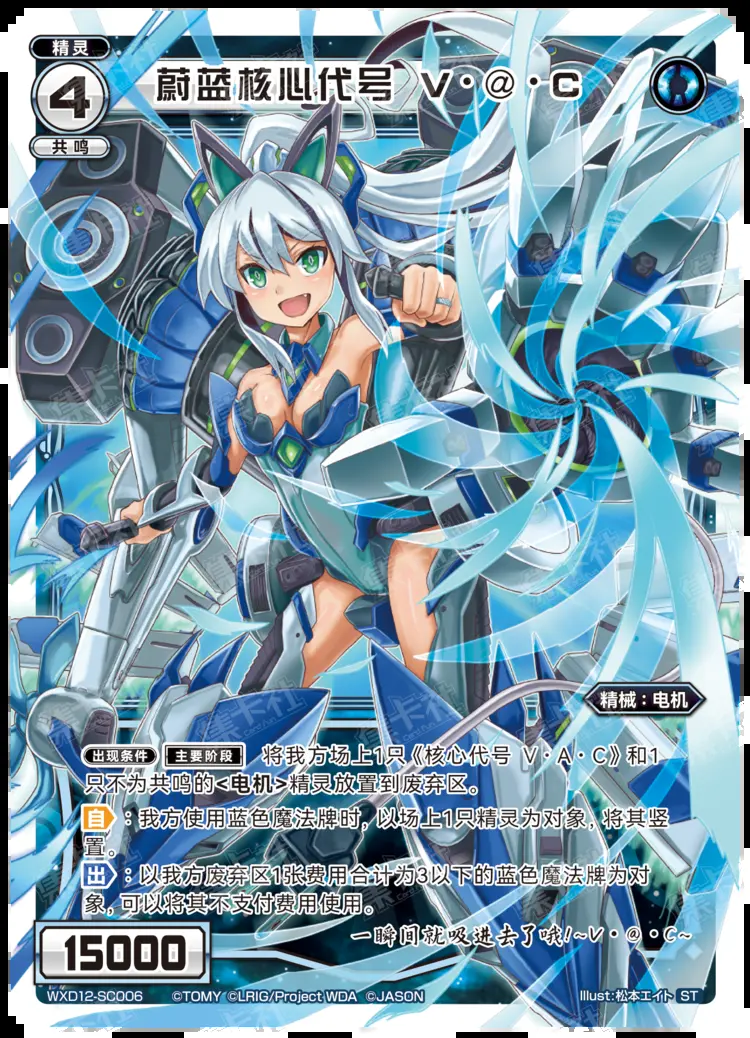 精灵
4
蔚蓝核心代号 V·@·C
共鸣
精械：电机
出现条件 主要阶段 将我方场上1只《核心代号 V·A·C》和1
只不为共鸣的<电机>精灵放置到废弃区。
自：我方使用蓝色魔法牌时，以场上1只精灵为对象，将其竖
置。
出：以我方废弃区1张费用合计为3以下的蓝色魔法牌为对
象，可以将其不支付费用使用。
一瞬间就吸进去了哦!~V·@·C~
15000
WXD12-SC006 ©TOMY ©LRIG/Project WDA ©JASON
Illust:松本エイト ST